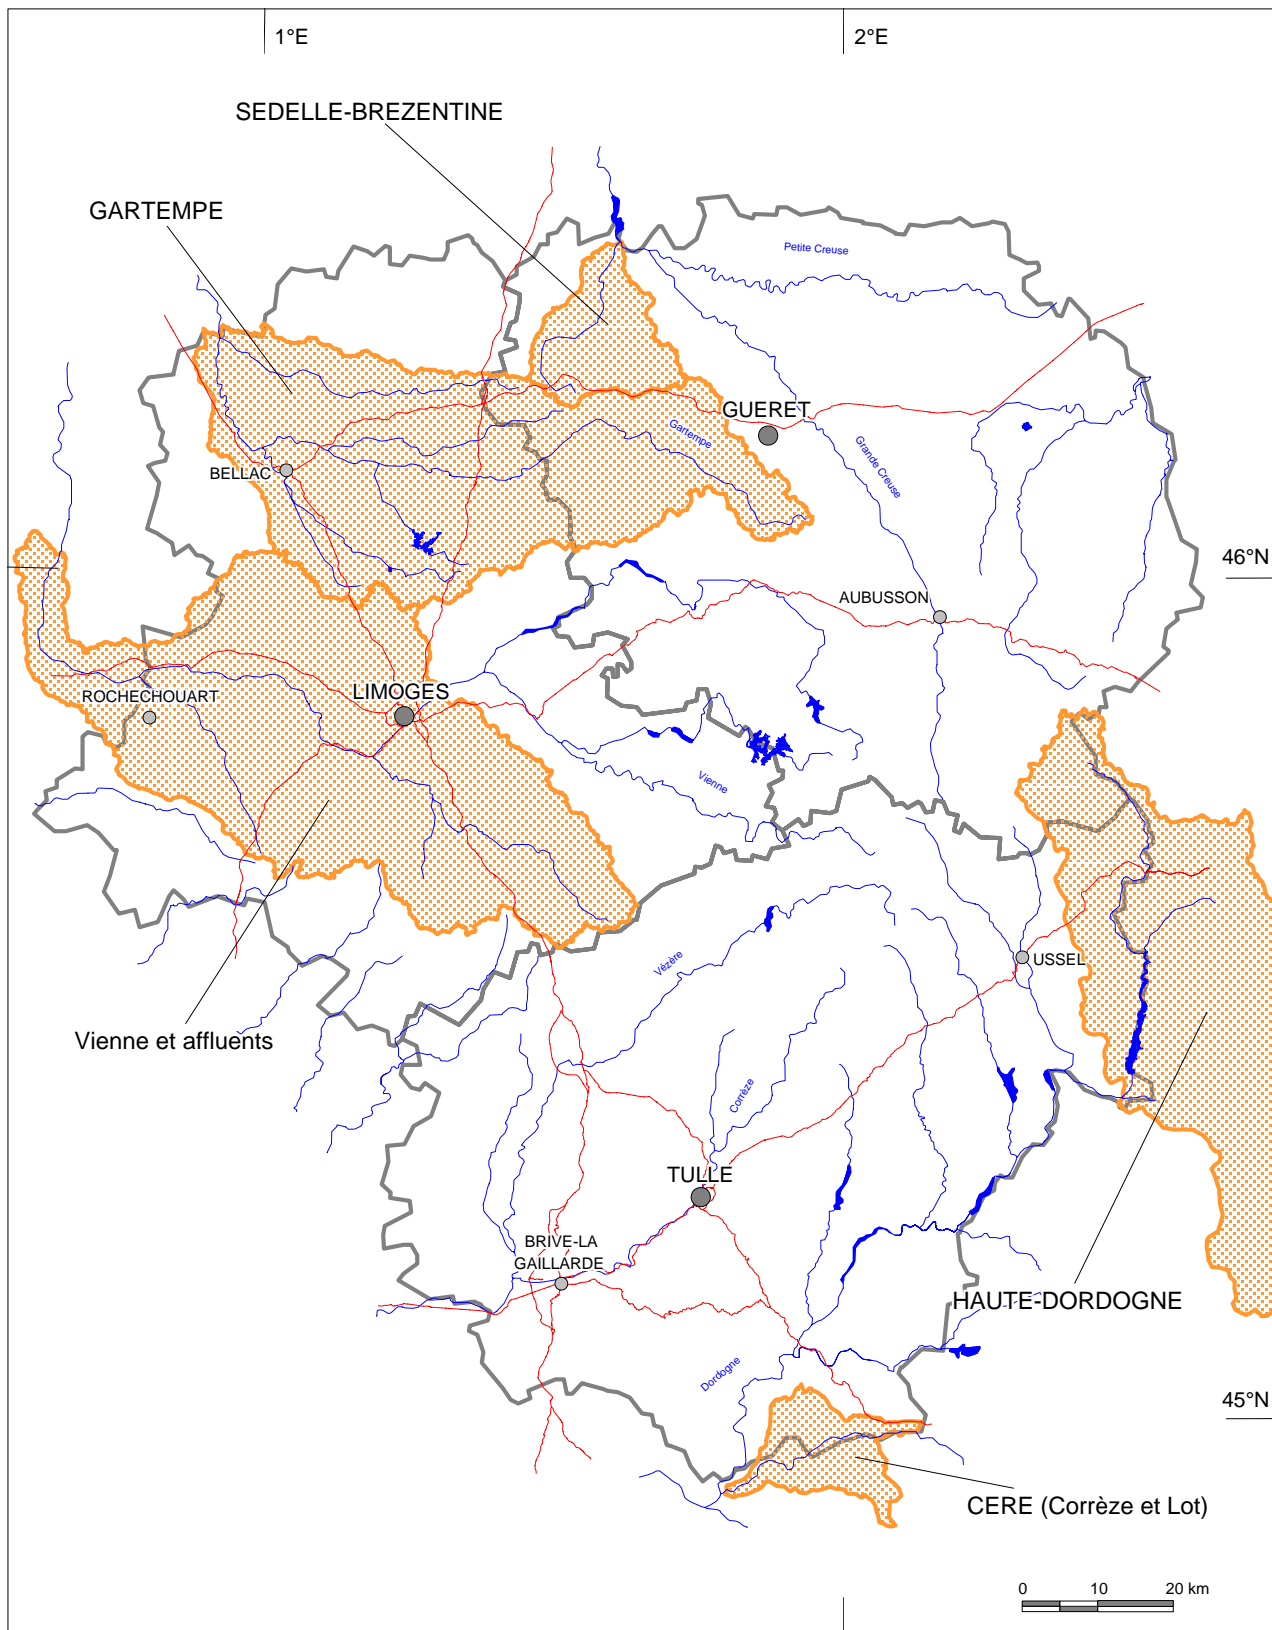 1°E
2°E
SEDELLE-BREZENTINE
GARTEMPE
Petite Creuse
GUERET
Gartempe
Grande Creuse
BELLAC
46°N
AUBUSSON
ROCHECHOUART
LIMOGES
Vienne
Vézère
USSEL
Vienne et affluents
Corrèze
TULLE
BRIVE-LA
GAILLARDE
HAUTE-DORDOGNE
Dordogne
45°N
CERE (Corrèze et Lot)
0 10 20 km